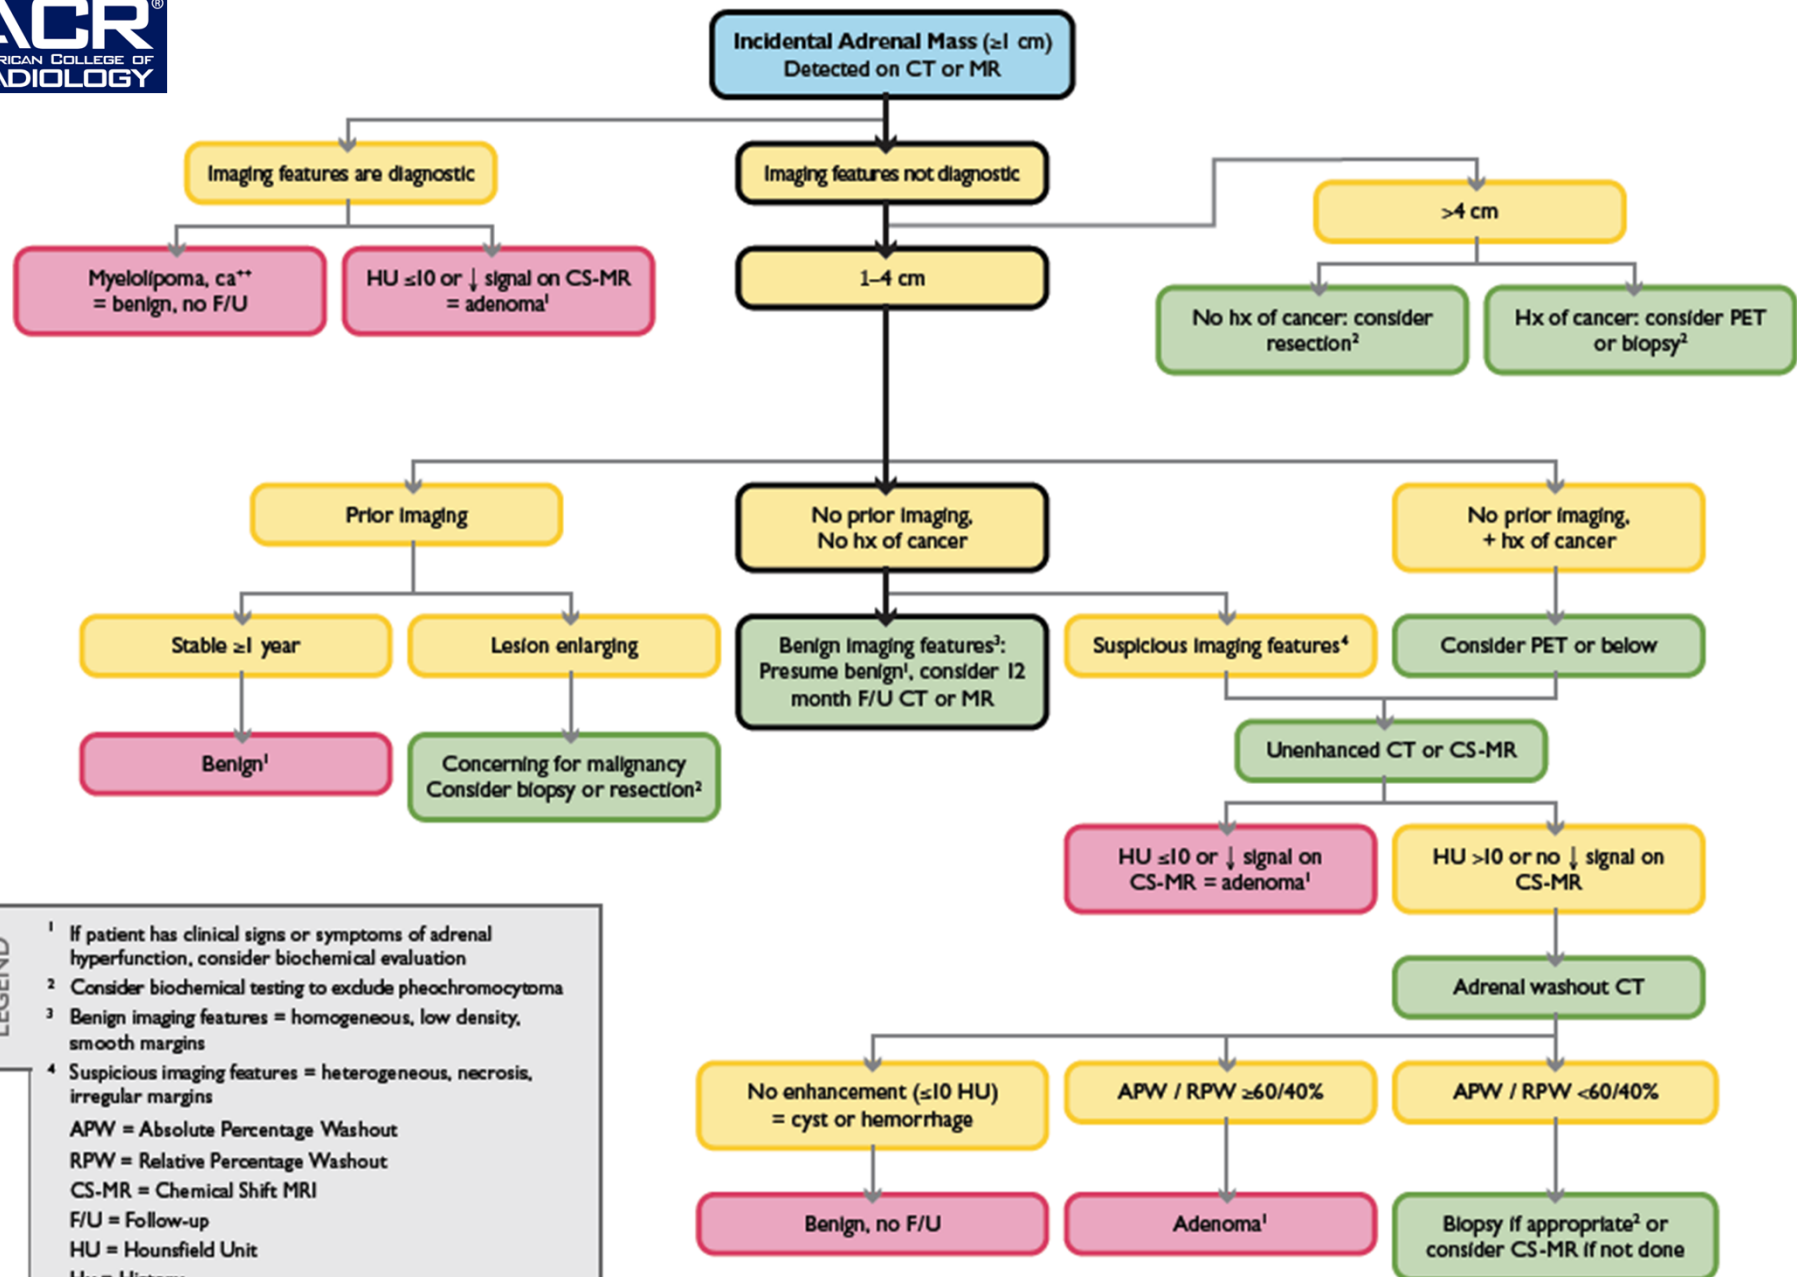 ACR®
RICAN COLLEGE OF
ADIOLOGY
Incidental Adrenal Mass (≥1 cm)
Detected on CT or MR
Imaging features are diagnostic
Imaging features not diagnostic
>4 cm
Myelolipoma, ca⁺⁺
= benign, no F/U
HU ≤10 or ↓ signal on CS-MR
= adenoma¹
1–4 cm
No hx of cancer: consider
resection²
Hx of cancer: consider PET
or biopsy²
Prior imaging
No prior imaging,
No hx of cancer
No prior imaging,
+ hx of cancer
Stable ≥1 year
Lesion enlarging
Benign imaging features³:
Presume benign¹, consider 12
month F/U CT or MR
Suspicious imaging features⁴
Consider PET or below
Benign¹
Concerning for malignancy
Consider biopsy or resection²
Unenhanced CT or CS-MR
HU ≤10 or ↓ signal on
CS-MR = adenoma¹
HU >10 or no ↓ signal on
CS-MR
Adrenal washout CT
No enhancement (≤10 HU)
= cyst or hemorrhage
APW / RPW ≥60/40%
APW / RPW <60/40%
Benign, no F/U
Adenoma¹
Biopsy if appropriate² or
consider CS-MR if not done
LEGEND
¹ If patient has clinical signs or symptoms of adrenal
hyperfunction, consider biochemical evaluation
² Consider biochemical testing to exclude pheochromocytoma
³ Benign imaging features = homogeneous, low density,
smooth margins
⁴ Suspicious imaging features = heterogeneous, necrosis,
irregular margins
APW = Absolute Percentage Washout
RPW = Relative Percentage Washout
CS-MR = Chemical Shift MRI
F/U = Follow-up
HU = Hounsfield Unit
Hx = History